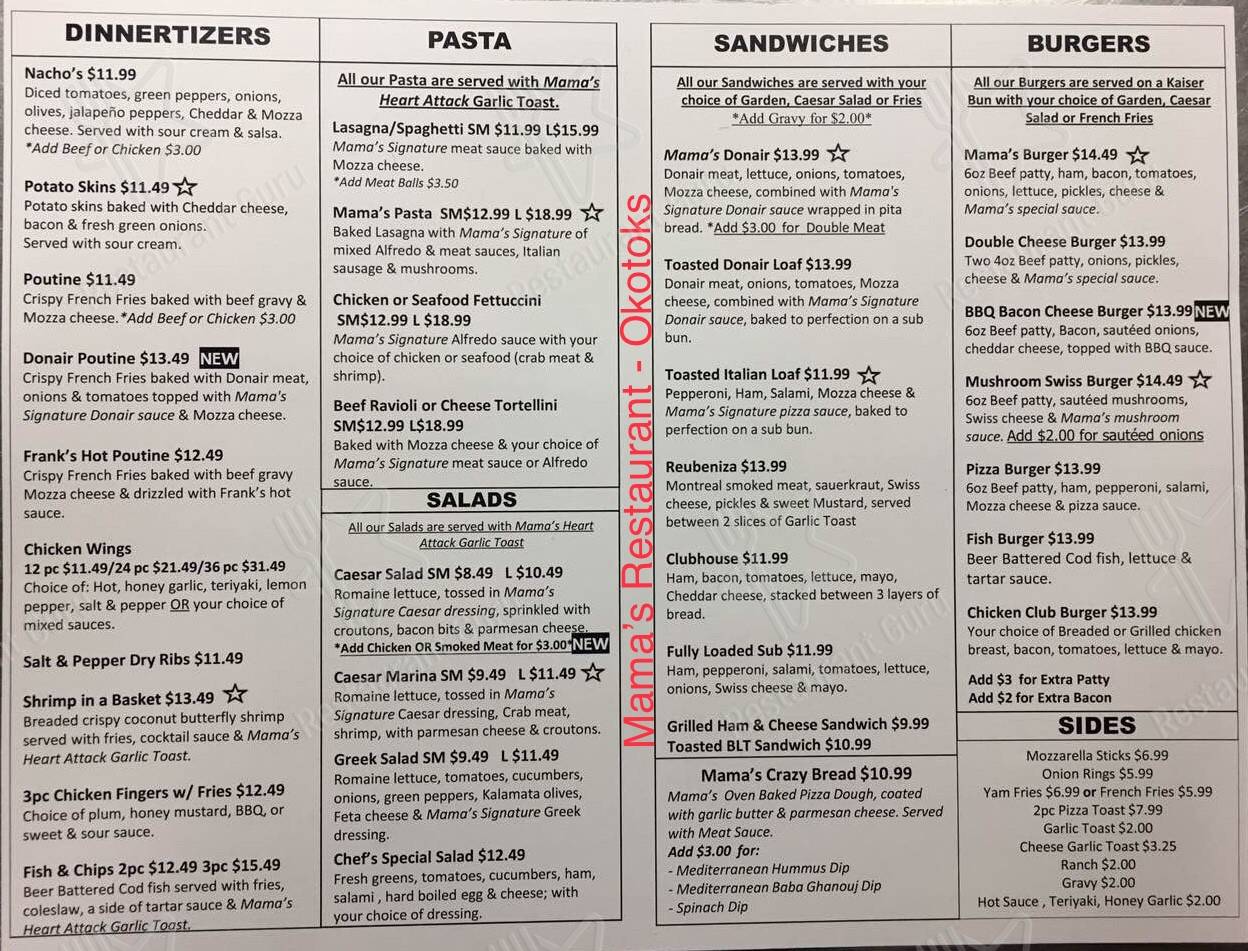 DINNERTIZERS
Nacho's $11.99
Diced tomatoes, green peppers, onions,
olives, jalapeño peppers, Cheddar & Mozza
cheese. Served with sour cream & salsa.
*Add Beef or Chicken $3.00
Potato Skins $11.49
Potato skins baked with Cheddar cheese,
bacon & fresh green onions.
Served with sour cream.
Poutine $11.49
Crispy French Fries baked with beef gravy &
Mozza cheese. *Add Beef or Chicken $3.00
Donair Poutine $13.49 NEW
Crispy French Fries baked with Donair meat,
onions & tomatoes topped with Mama's
Signature Donair sauce & Mozza cheese.
Frank's Hot Poutine $12.49
Crispy French Fries baked with beef gravy
Mozza cheese & drizzled with Frank's hot
sauce.
Chicken Wings
12 pc $11.49/24 pc $21.49/36 pc $31.49
Choice of: Hot, honey garlic, teriyaki, lemon
pepper, salt & pepper OR your choice of
mixed sauces.
Salt & Pepper Dry Ribs $11.49
Shrimp in a Basket $13.49
Breaded crispy coconut butterfly shrimp
served with fries, cocktail sauce & Mama's
Heart Attack Garlic Toast.
3pc Chicken Fingers w/ Fries $12.49
Choice of plum, honey mustard, BBQ, or
sweet & sour sauce.
Fish & Chips 2pc $12.49 3pc $15.49
Beer Battered Cod fish served with fries,
coleslaw, a side of tartar sauce & Mama's
Heart Attack Garlic Toast.
PASTA
All our Pasta are served with Mama's
Heart Attack Garlic Toast.
Lasagna/Spaghetti SM $11.99 L$15.99
Mama's Signature meat sauce baked with
Mozza cheese.
*Add Meat Balls $3.50
Mama's Pasta SM$12.99 L $18.99
Baked Lasagna with Mama's Signature of
mixed Alfredo & meat sauces, Italian
sausage & mushrooms.
Chicken or Seafood Fettuccini
SM$12.99 L $18.99
Mama's Signature Alfredo sauce with your
choice of chicken or seafood (crab meat &
shrimp).
Beef Ravioli or Cheese Tortellini
SM$12.99 L$18.99
Baked with Mozza cheese & your choice of
Mama's Signature meat sauce or Alfredo
sauce.
SALADS
All our Salads are served with Mama's Heart
Attack Garlic Toast
Caesar Salad SM $8.49 L $10.49
Romaine lettuce, tossed in Mama's
Signature Caesar dressing, sprinkled with
croutons, bacon bits & parmesan cheese.
*Add Chicken OR Smoked Meat for $3.00* NEW
Caesar Marina SM $9.49 L $11.49
Romaine lettuce, tossed in Mama's
Signature Caesar dressing, Crab meat,
shrimp, with parmesan cheese & croutons.
Greek Salad SM $9.49 L $11.49
Romaine lettuce, tomatoes, cucumbers,
onions, green peppers, Kalamata olives,
Feta cheese & Mama's Signature Greek
dressing.
Chef's Special Salad $12.49
Fresh greens, tomatoes, cucumbers, ham,
salami , hard boiled egg & cheese; with
your choice of dressing.
Mama's Restaurant - Okotoks
SANDWICHES
All our Sandwiches are served with your
choice of Garden, Caesar Salad or Fries
*Add Gravy for $2.00*
Mama's Donair $13.99
Donair meat, lettuce, onions, tomatoes,
Mozza cheese, combined with Mama's
Signature Donair sauce wrapped in pita
bread. *Add $3.00 for Double Meat
Toasted Donair Loaf $13.99
Donair meat, onions, tomatoes, Mozza
cheese, combined with Mama's Signature
Donair sauce, baked to perfection on a sub
bun.
Toasted Italian Loaf $11.99
Pepperoni, Ham, Salami, Mozza cheese &
Mama's Signature pizza sauce, baked to
perfection on a sub bun.
Reubeniza $13.99
Montreal smoked meat, sauerkraut, Swiss
cheese, pickles & sweet Mustard, served
between 2 slices of Garlic Toast
Clubhouse $11.99
Ham, bacon, tomatoes, lettuce, mayo,
Cheddar cheese, stacked between 3 layers of
bread.
Fully Loaded Sub $11.99
Ham, pepperoni, salami, tomatoes, lettuce,
onions, Swiss cheese & mayo.
Grilled Ham & Cheese Sandwich $9.99
Toasted BLT Sandwich $10.99
Mama's Crazy Bread $10.99
Mama's Oven Baked Pizza Dough, coated
with garlic butter & parmesan cheese. Served
with Meat Sauce.
Add $3.00 for:
- Mediterranean Hummus Dip
- Mediterranean Baba Ghanouj Dip
- Spinach Dip
BURGERS
All our Burgers are served on a Kaiser
Bun with your choice of Garden, Caesar
Salad or French Fries
Mama's Burger $14.49
6oz Beef patty, ham, bacon, tomatoes,
onions, lettuce, pickles, cheese &
Mama's special sauce.
Double Cheese Burger $13.99
Two 4oz Beef patty, onions, pickles,
cheese & Mama's special sauce.
BBQ Bacon Cheese Burger $13.99 NEW
6oz Beef patty, Bacon, sautéed onions,
cheddar cheese, topped with BBQ sauce.
Mushroom Swiss Burger $14.49
6oz Beef patty, sautéed mushrooms,
Swiss cheese & Mama's mushroom
sauce. Add $2.00 for sautéed onions
Pizza Burger $13.99
6oz Beef patty, ham, pepperoni, salami,
Mozza cheese & pizza sauce.
Fish Burger $13.99
Beer Battered Cod fish, lettuce &
tartar sauce.
Chicken Club Burger $13.99
Your choice of Breaded or Grilled chicken
breast, bacon, tomatoes, lettuce & mayo.
Add $3 for Extra Patty
Add $2 for Extra Bacon
SIDES
Mozzarella Sticks $6.99
Onion Rings $5.99
Yam Fries $6.99 or French Fries $5.99
2pc Pizza Toast $7.99
Garlic Toast $2.00
Cheese Garlic Toast $3.25
Ranch $2.00
Gravy $2.00
Hot Sauce , Teriyaki, Honey Garlic $2.00
Restaurant Guru